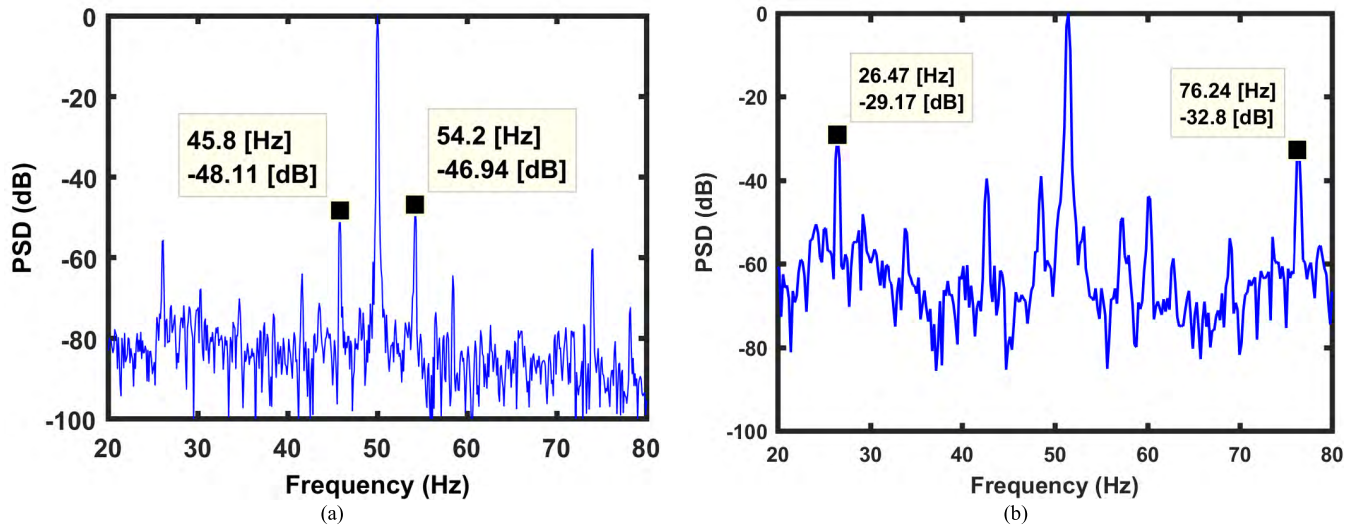 0
-20
-40
-60
-80
-100
PSD (dB)
45.8 [Hz]
-48.11 [dB]
54.2 [Hz]
-46.94 [dB]
20 30 40 50 60 70 80
Frequency (Hz)
(a)
0
-20
-40
-60
-80
-100
PSD (dB)
26.47 [Hz]
-29.17 [dB]
76.24 [Hz]
-32.8 [dB]
20 30 40 50 60 70 80
Frequency (Hz)
(b)